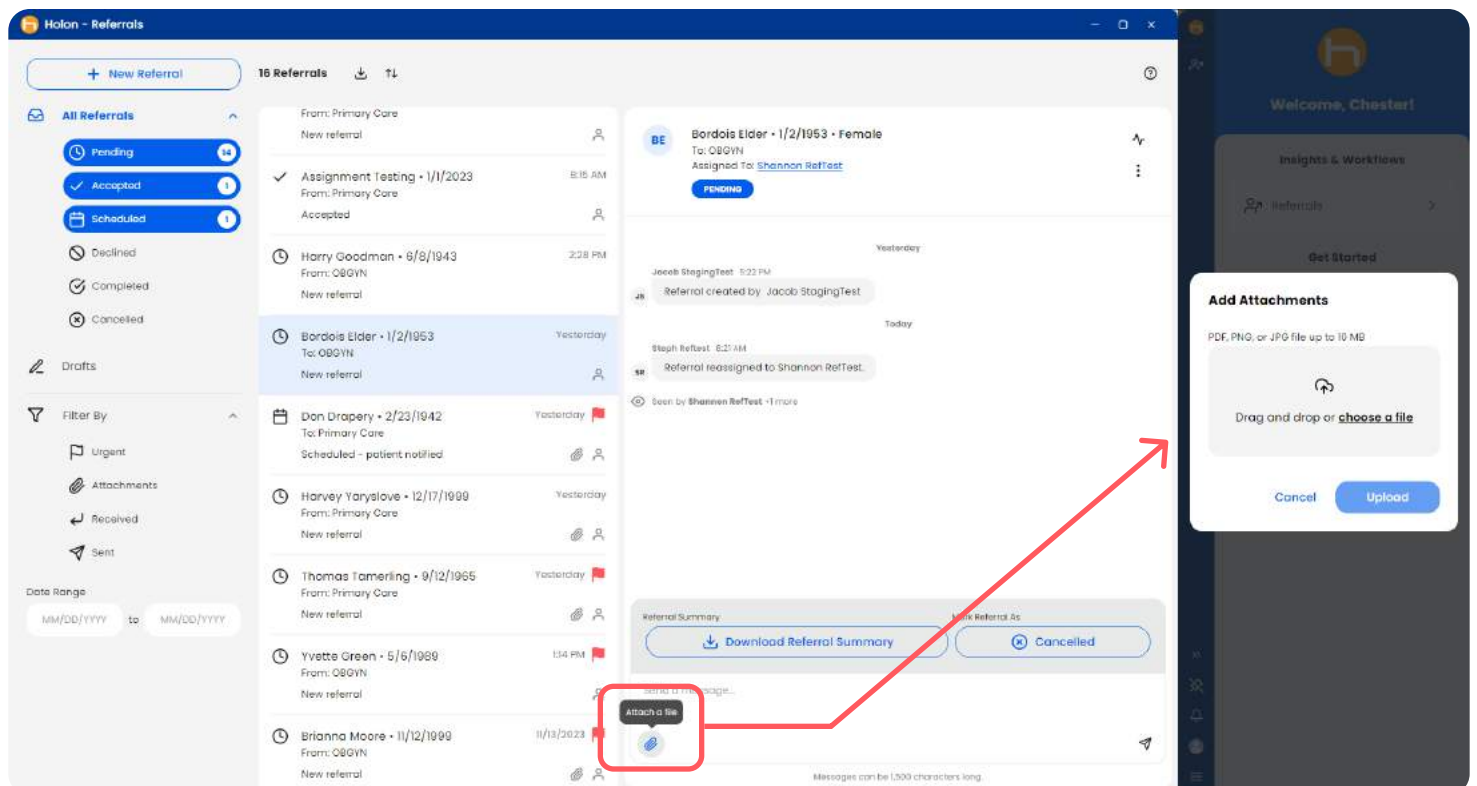 Holon - Referrals
New Referral
All Referrals
Pending 14
Accepted 1
Scheduled 1
Declined
Completed
Cancelled
Drafts
Filter By
Urgent
Attachments
Received
Sent
Date Range
MM/DD/YYYY to MM/DD/YYYY
16 Referrals
From: Primary Care
New referral
Assignment Testing • 1/1/2023 8:15 AM
From: Primary Care
Accepted
Harry Goodman • 6/8/1943 2:28 PM
From: OBGYN
New referral
Bordois Elder • 1/2/1953 Yesterday
To: OBGYN
New referral
Don Drapery • 2/23/1942 Yesterday
To: Primary Care
Scheduled - patient notified
Harvey Yaryslove • 12/17/1999 Yesterday
From: Primary Care
New referral
Thomas Tamerling • 9/12/1965 Yesterday
From: Primary Care
New referral
Yvette Green • 5/6/1989 1:14 PM
From: OBGYN
New referral
Brianna Moore • 11/12/1999 11/13/2023
From: OBGYN
New referral
BE
Bordois Elder • 1/2/1953 • Female
To: OBGYN
Assigned To: Shannon RefTest
PENDING
Yesterday
Jacob StagingTest 5:22 PM
JS
Referral created by Jacob StagingTest
Today
Steph Reftest 8:21 AM
SR
Referral reassigned to Shannon RefTest.
Seen by Shannon RefTest +1 more
Referral Summary
Mark Referral As
Download Referral Summary
Cancelled
Send a message...
Attach a file
Messages can be 1,500 characters long.
Welcome, Chester!
Insights & Workflows
Referrals
Get Started
Add Attachments
PDF, PNG, or JPG file up to 10 MB
Drag and drop or choose a file
Cancel
Upload